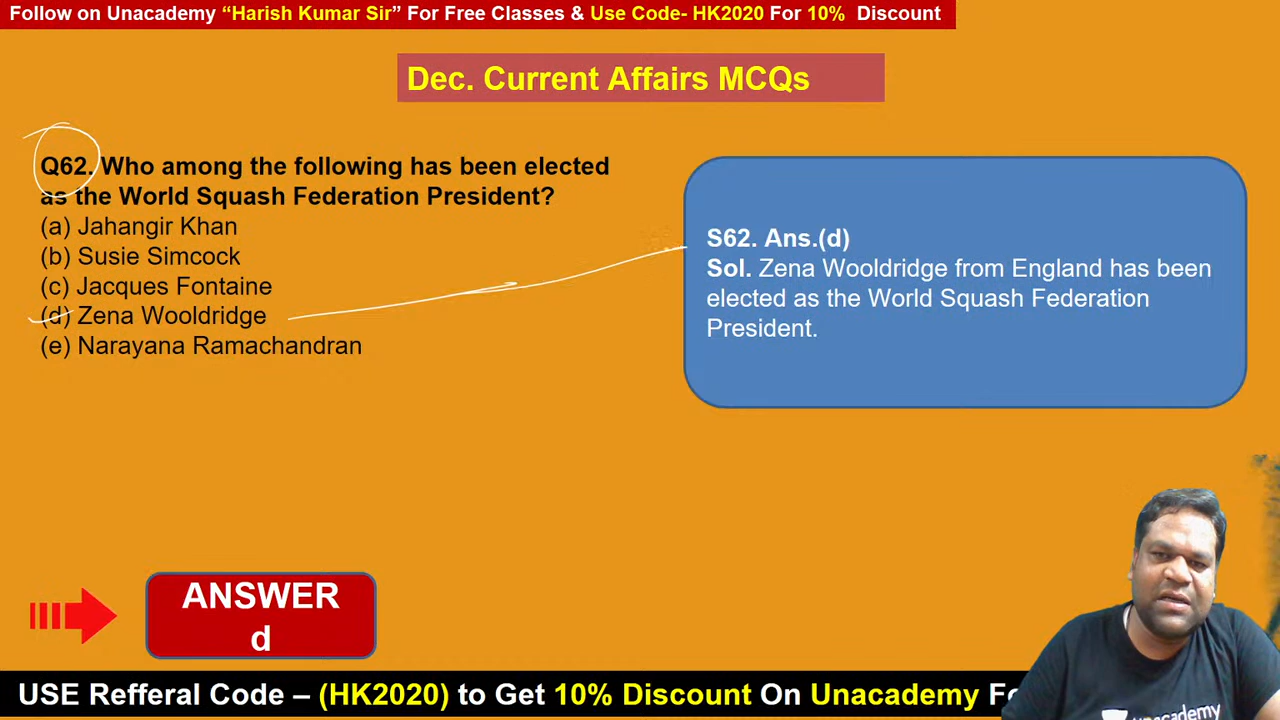 Follow on Unacademy “Harish Kumar Sir” For Free Classes & Use Code- HK2020 For 10% Discount
Dec. Current Affairs MCQs
Q62. Who among the following has been elected
as the World Squash Federation President?
(a) Jahangir Khan
(b) Susie Simcock
(c) Jacques Fontaine
(d) Zena Wooldridge
(e) Narayana Ramachandran
S62. Ans.(d)
Sol. Zena Wooldridge from England has been
elected as the World Squash Federation
President.
ANSWER
d
USE Refferal Code – (HK2020) to Get 10% Discount On Unacademy Fo
unacademy